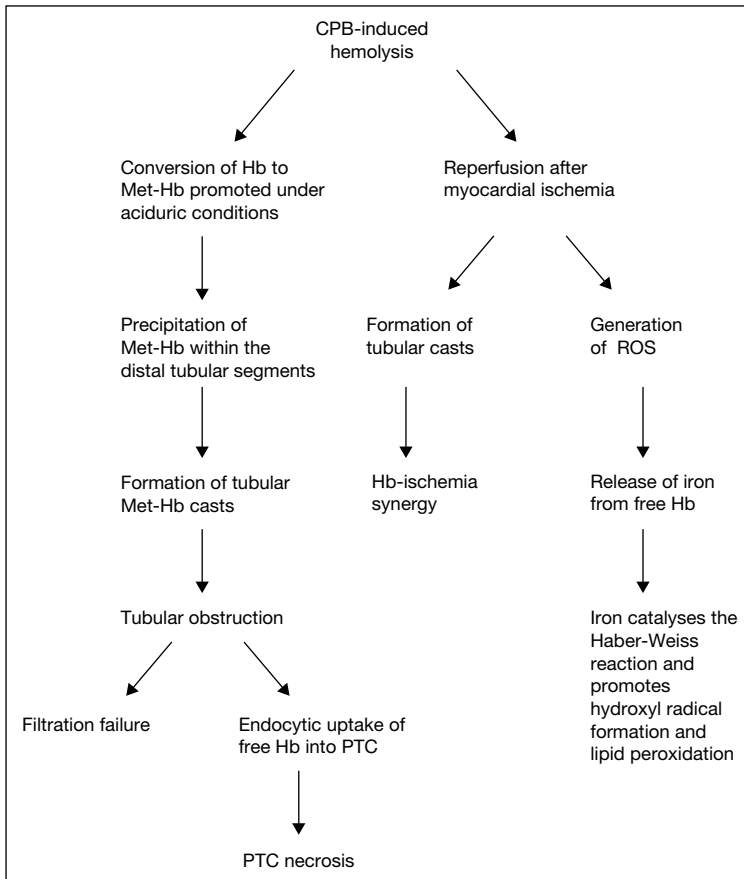 CPB-induced
hemolysis
Conversion of Hb to
Met-Hb promoted under
aciduric conditions
Reperfusion after
myocardial ischemia
Precipitation of
Met-Hb within the
distal tubular segments
Formation of
tubular casts
Generation
of ROS
Formation of tubular
Met-Hb casts
Hb-ischemia
synergy
Release of iron
from free Hb
Tubular obstruction
Iron catalyses the
Haber-Weiss
reaction and
promotes
hydroxyl radical
formation and
lipid peroxidation
Filtration failure
Endocytic uptake of
free Hb into PTC
PTC necrosis